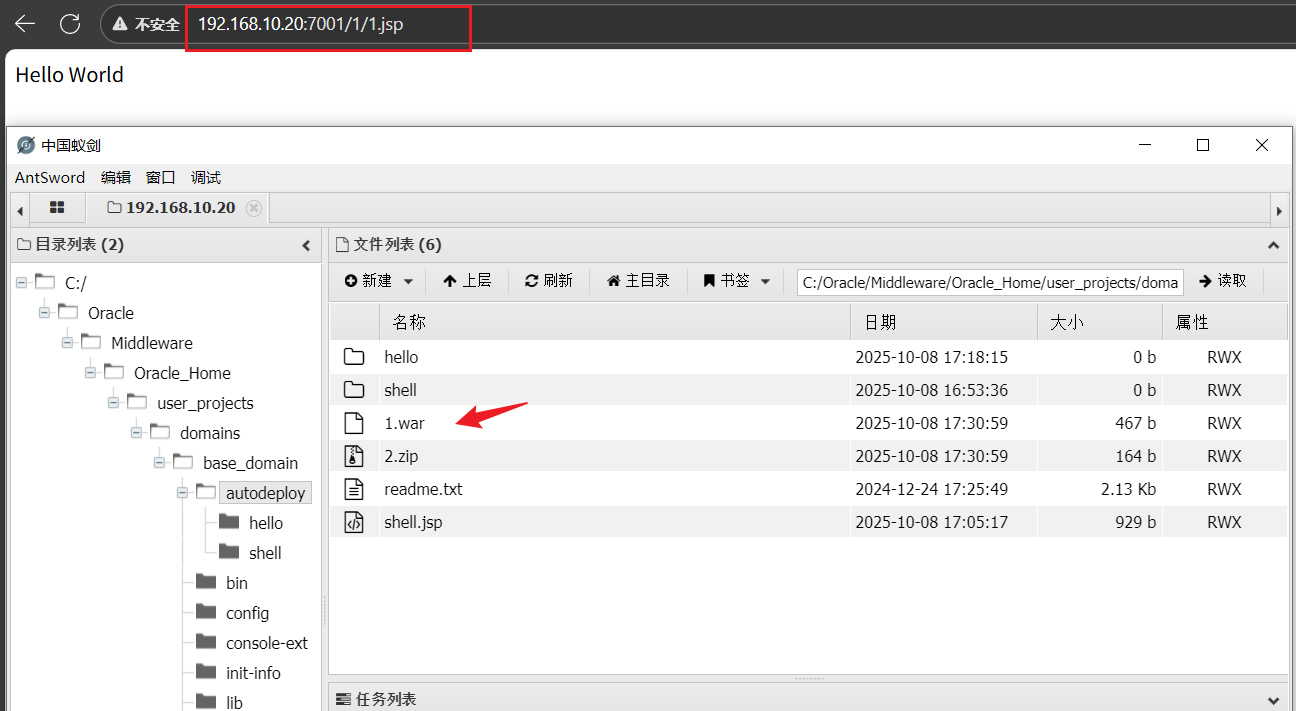 不安全 192.168.10.20:7001/1/1.jsp
Hello World
中国蚁剑
AntSword 编辑 窗口 调试
192.168.10.20
目录列表 (2)
C:/
Oracle
Middleware
Oracle_Home
user_projects
domains
base_domain
autodeploy
hello
shell
bin
config
console-ext
init-info
lib
文件列表 (6)
新建 上层 刷新 主目录 书签 C:/Oracle/Middleware/Oracle_Home/user_projects/doma 读取
名称 日期 大小 属性
hello 2025-10-08 17:18:15 0 b RWX
shell 2025-10-08 16:53:36 0 b RWX
1.war 2025-10-08 17:30:59 467 b RWX
2.zip 2025-10-08 17:30:59 164 b RWX
readme.txt 2024-12-24 17:25:49 2.13 Kb RWX
shell.jsp 2025-10-08 17:05:17 929 b RWX
任务列表